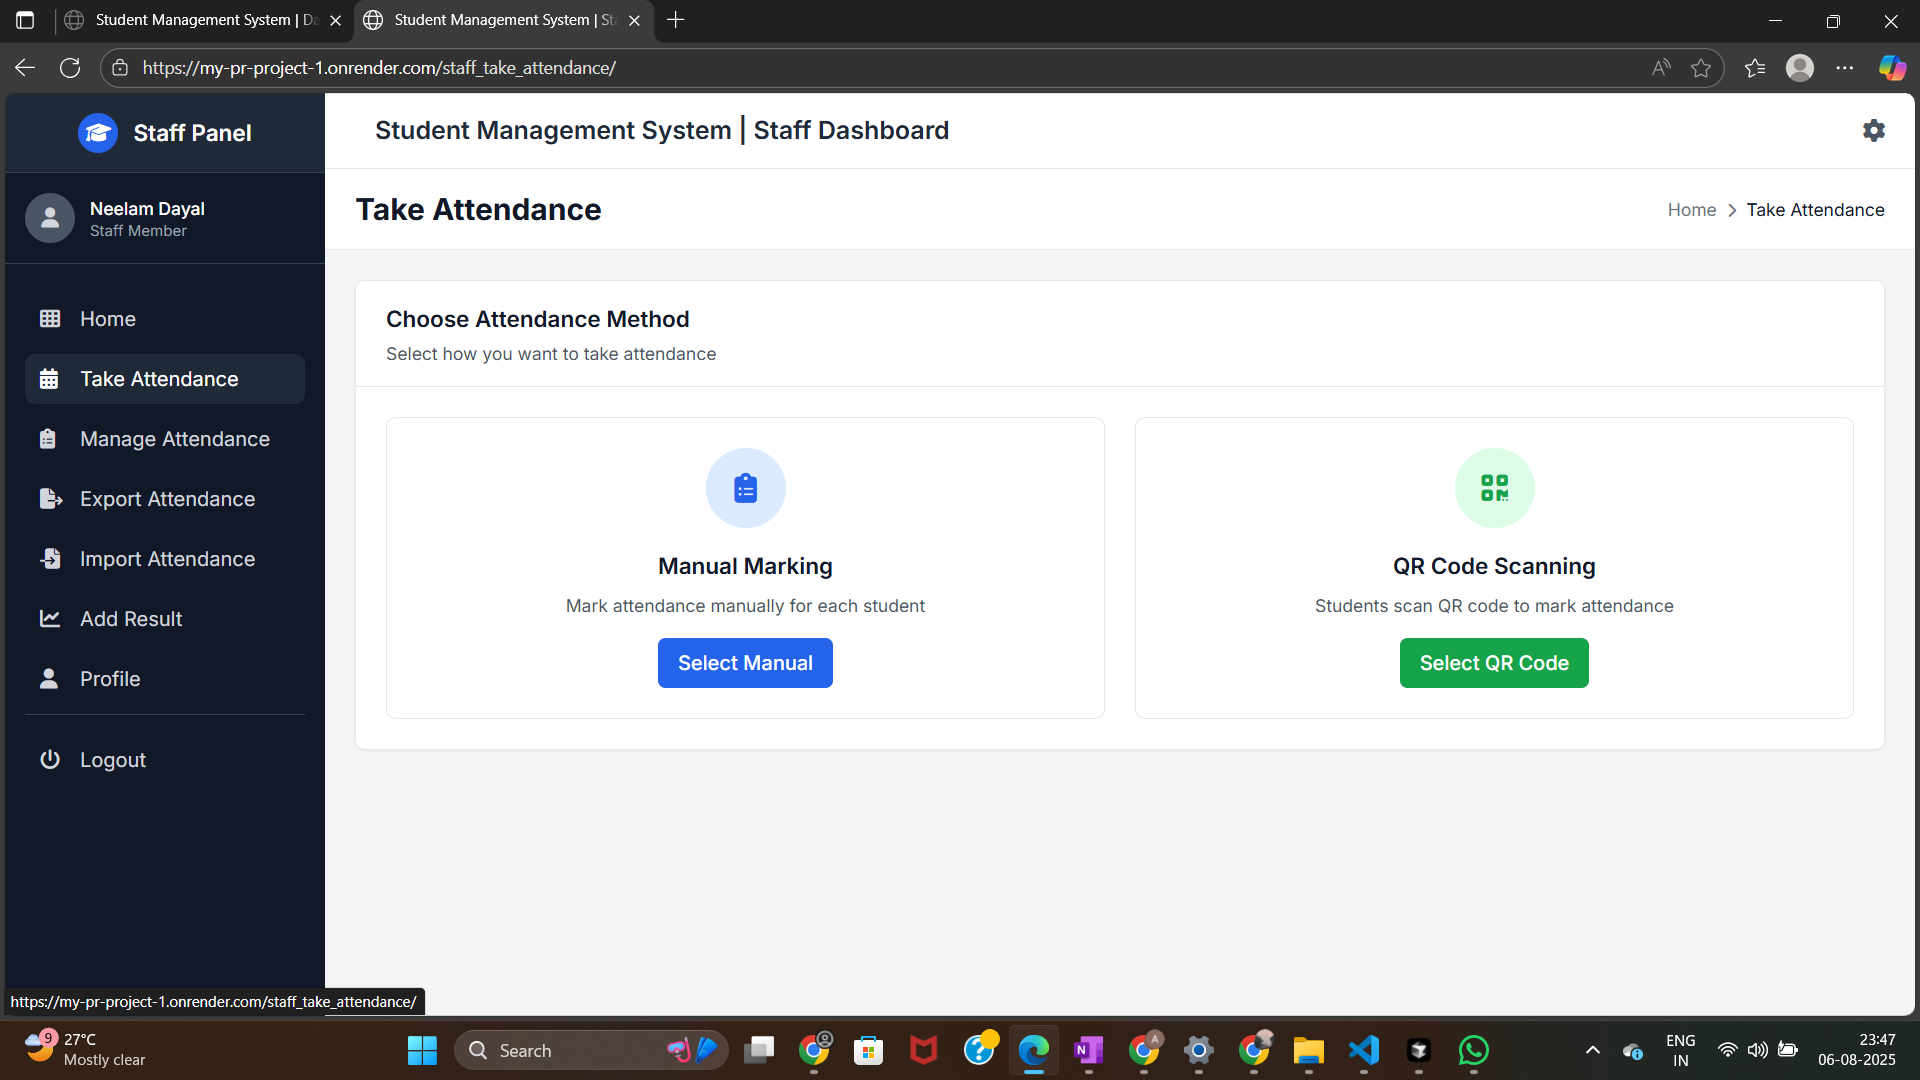 Student Management System | Da
Student Management System | Sta
https://my-pr-project-1.onrender.com/staff_take_attendance/
Staff Panel
Student Management System | Staff Dashboard
Neelam Dayal
Staff Member
Take Attendance
Home > Take Attendance
Home
Take Attendance
Manage Attendance
Export Attendance
Import Attendance
Add Result
Profile
Logout
Choose Attendance Method
Select how you want to take attendance
Manual Marking
Mark attendance manually for each student
Select Manual
QR Code Scanning
Students scan QR code to mark attendance
Select QR Code
https://my-pr-project-1.onrender.com/staff_take_attendance/
9
27°C
Mostly clear
Search
A
ENG
IN
23:47
06-08-2025